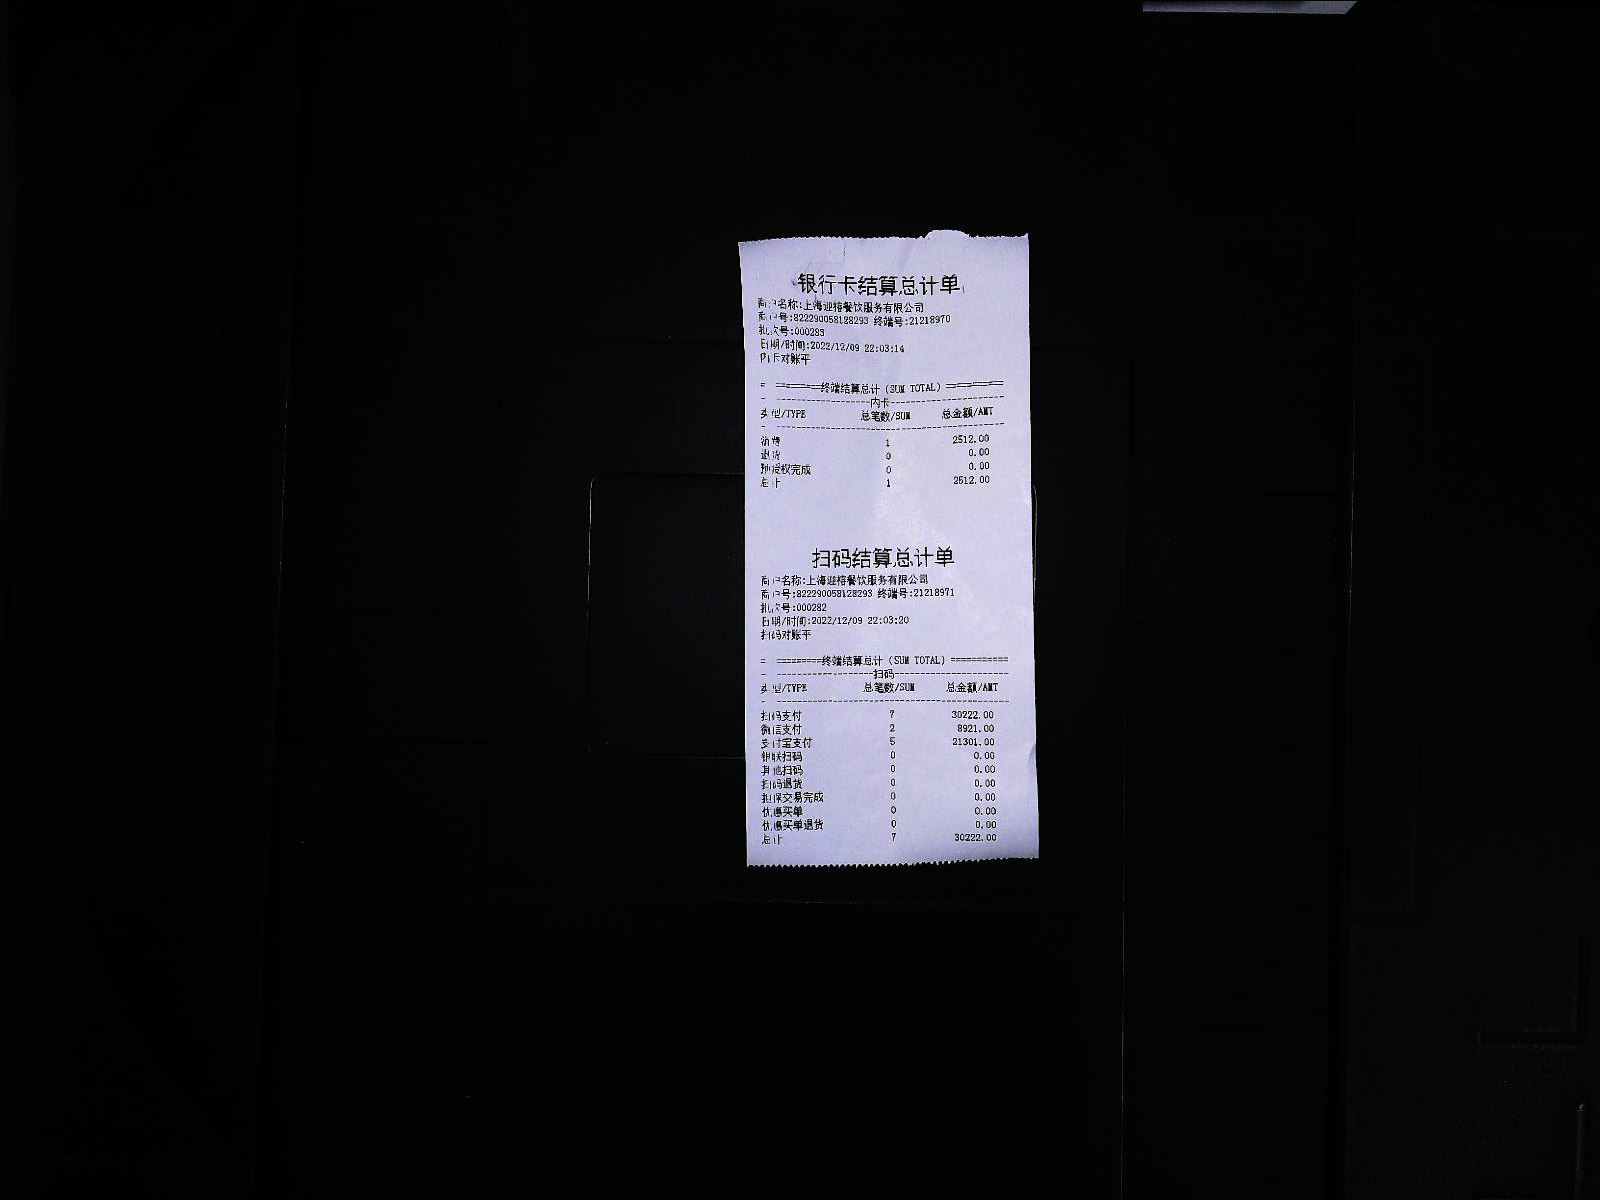 银行卡结算总计单
商户名称:上海迎榕餐饮服务有限公司
商户号:822290058128293 终端号:21218970
批次号:000283
日期/时间:2022/12/09 22:03:14
内卡对账平
= ========终端结算总计(SUM TOTAL)==========
- -----------------内卡--------------------
类型/TYPE 总笔数/SUM 总金额/AMT
- ----------------------------------------
消费 1 2512.00
退货 0 0.00
预授权完成 0 0.00
总计 1 2512.00
扫码结算总计单
商户名称:上海迎榕餐饮服务有限公司
商户号:822290058128293 终端号:21218971
批次号:000282
日期/时间:2022/12/09 22:03:20
扫码对账平
= ========终端结算总计(SUM TOTAL)==========
- -----------------扫码--------------------
类型/TYPE 总笔数/SUM 总金额/AMT
- ----------------------------------------
扫码支付 7 30222.00
微信支付 2 8921.00
支付宝支付 5 21301.00
银联扫码 0 0.00
其他扫码 0 0.00
扫码退货 0 0.00
担保交易完成 0 0.00
优惠买单 0 0.00
优惠买单退货 0 0.00
总计 7 30222.00